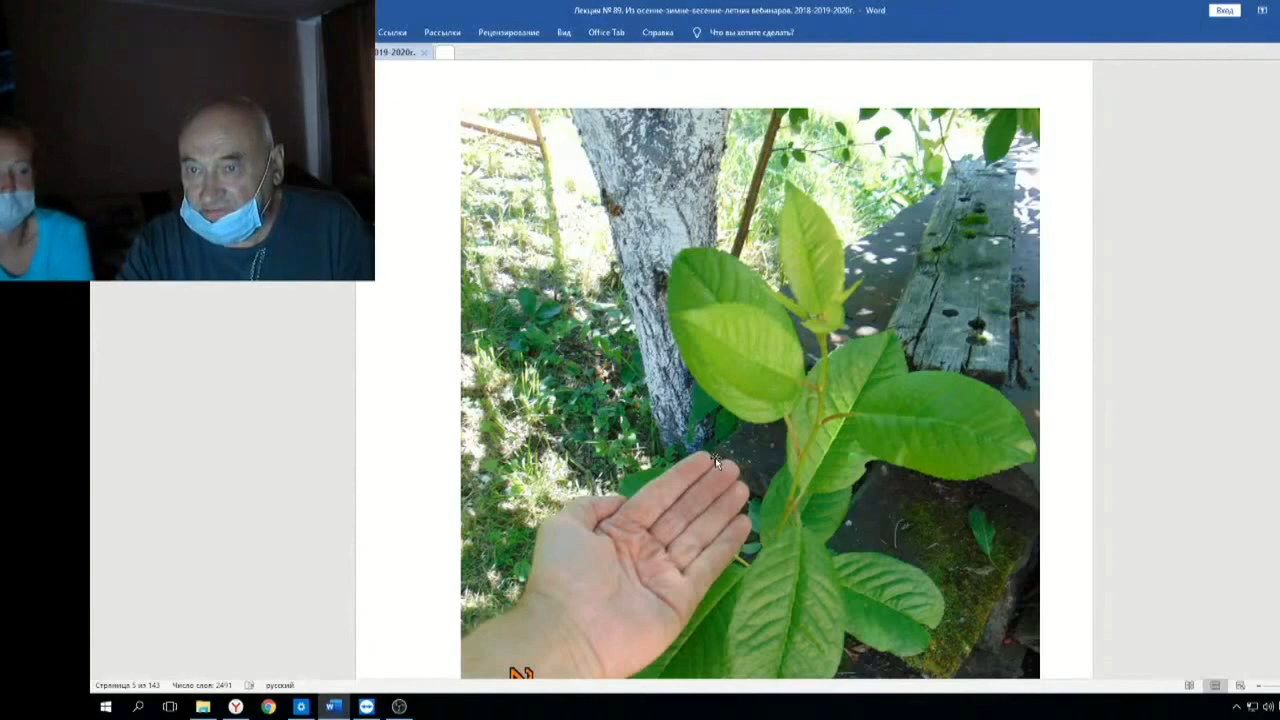 Лекция № 89. Из осенне-зимне-весенне-летних вебинаров. 2018-2019-2020г. - Word
Вход
Ссылки Рассылки Рецензирование Вид Office Tab Справка Что вы хотите сделать?
019-2020г.
2
Страница 5 из 143 Число слов: 2491 русский